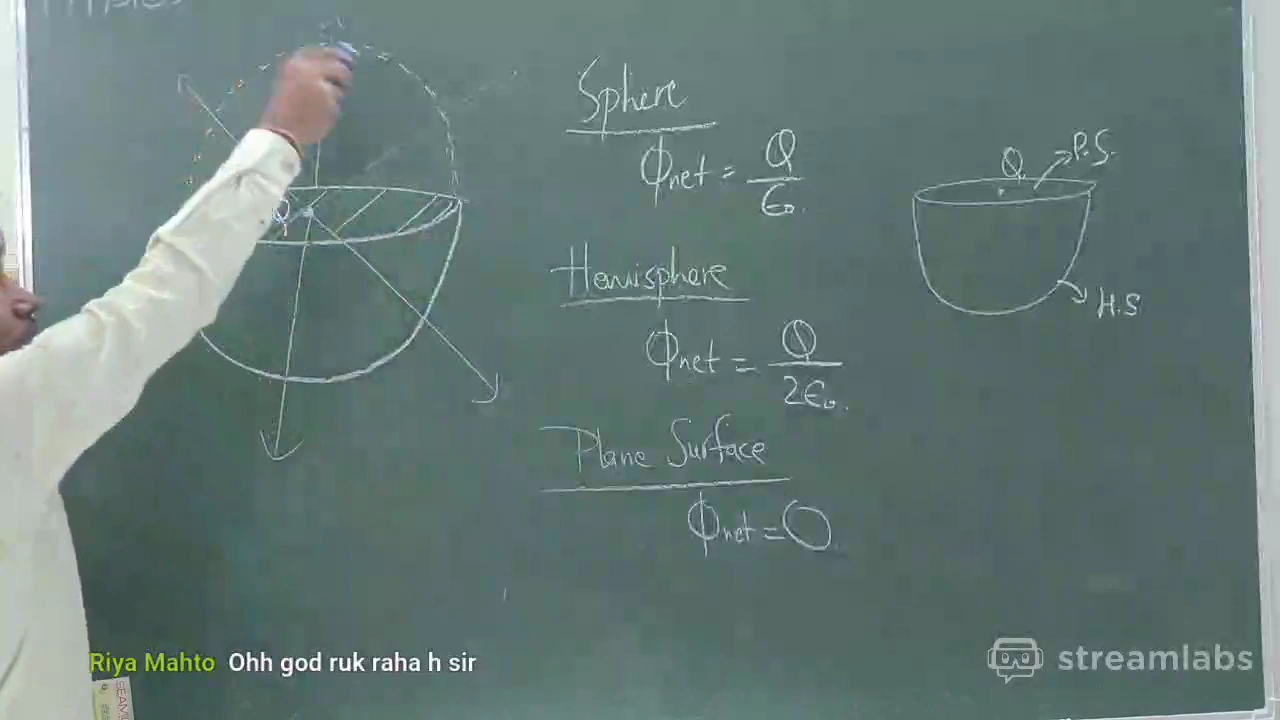 Sphere
Φnet = Q/ε₀.
Hemisphere
Φnet = Q/2ε₀.
Plane Surface
Φnet = 0.
Q
Q
P.S.
H.S
Riya Mahto Ohh god ruk raha h sir
streamlabs